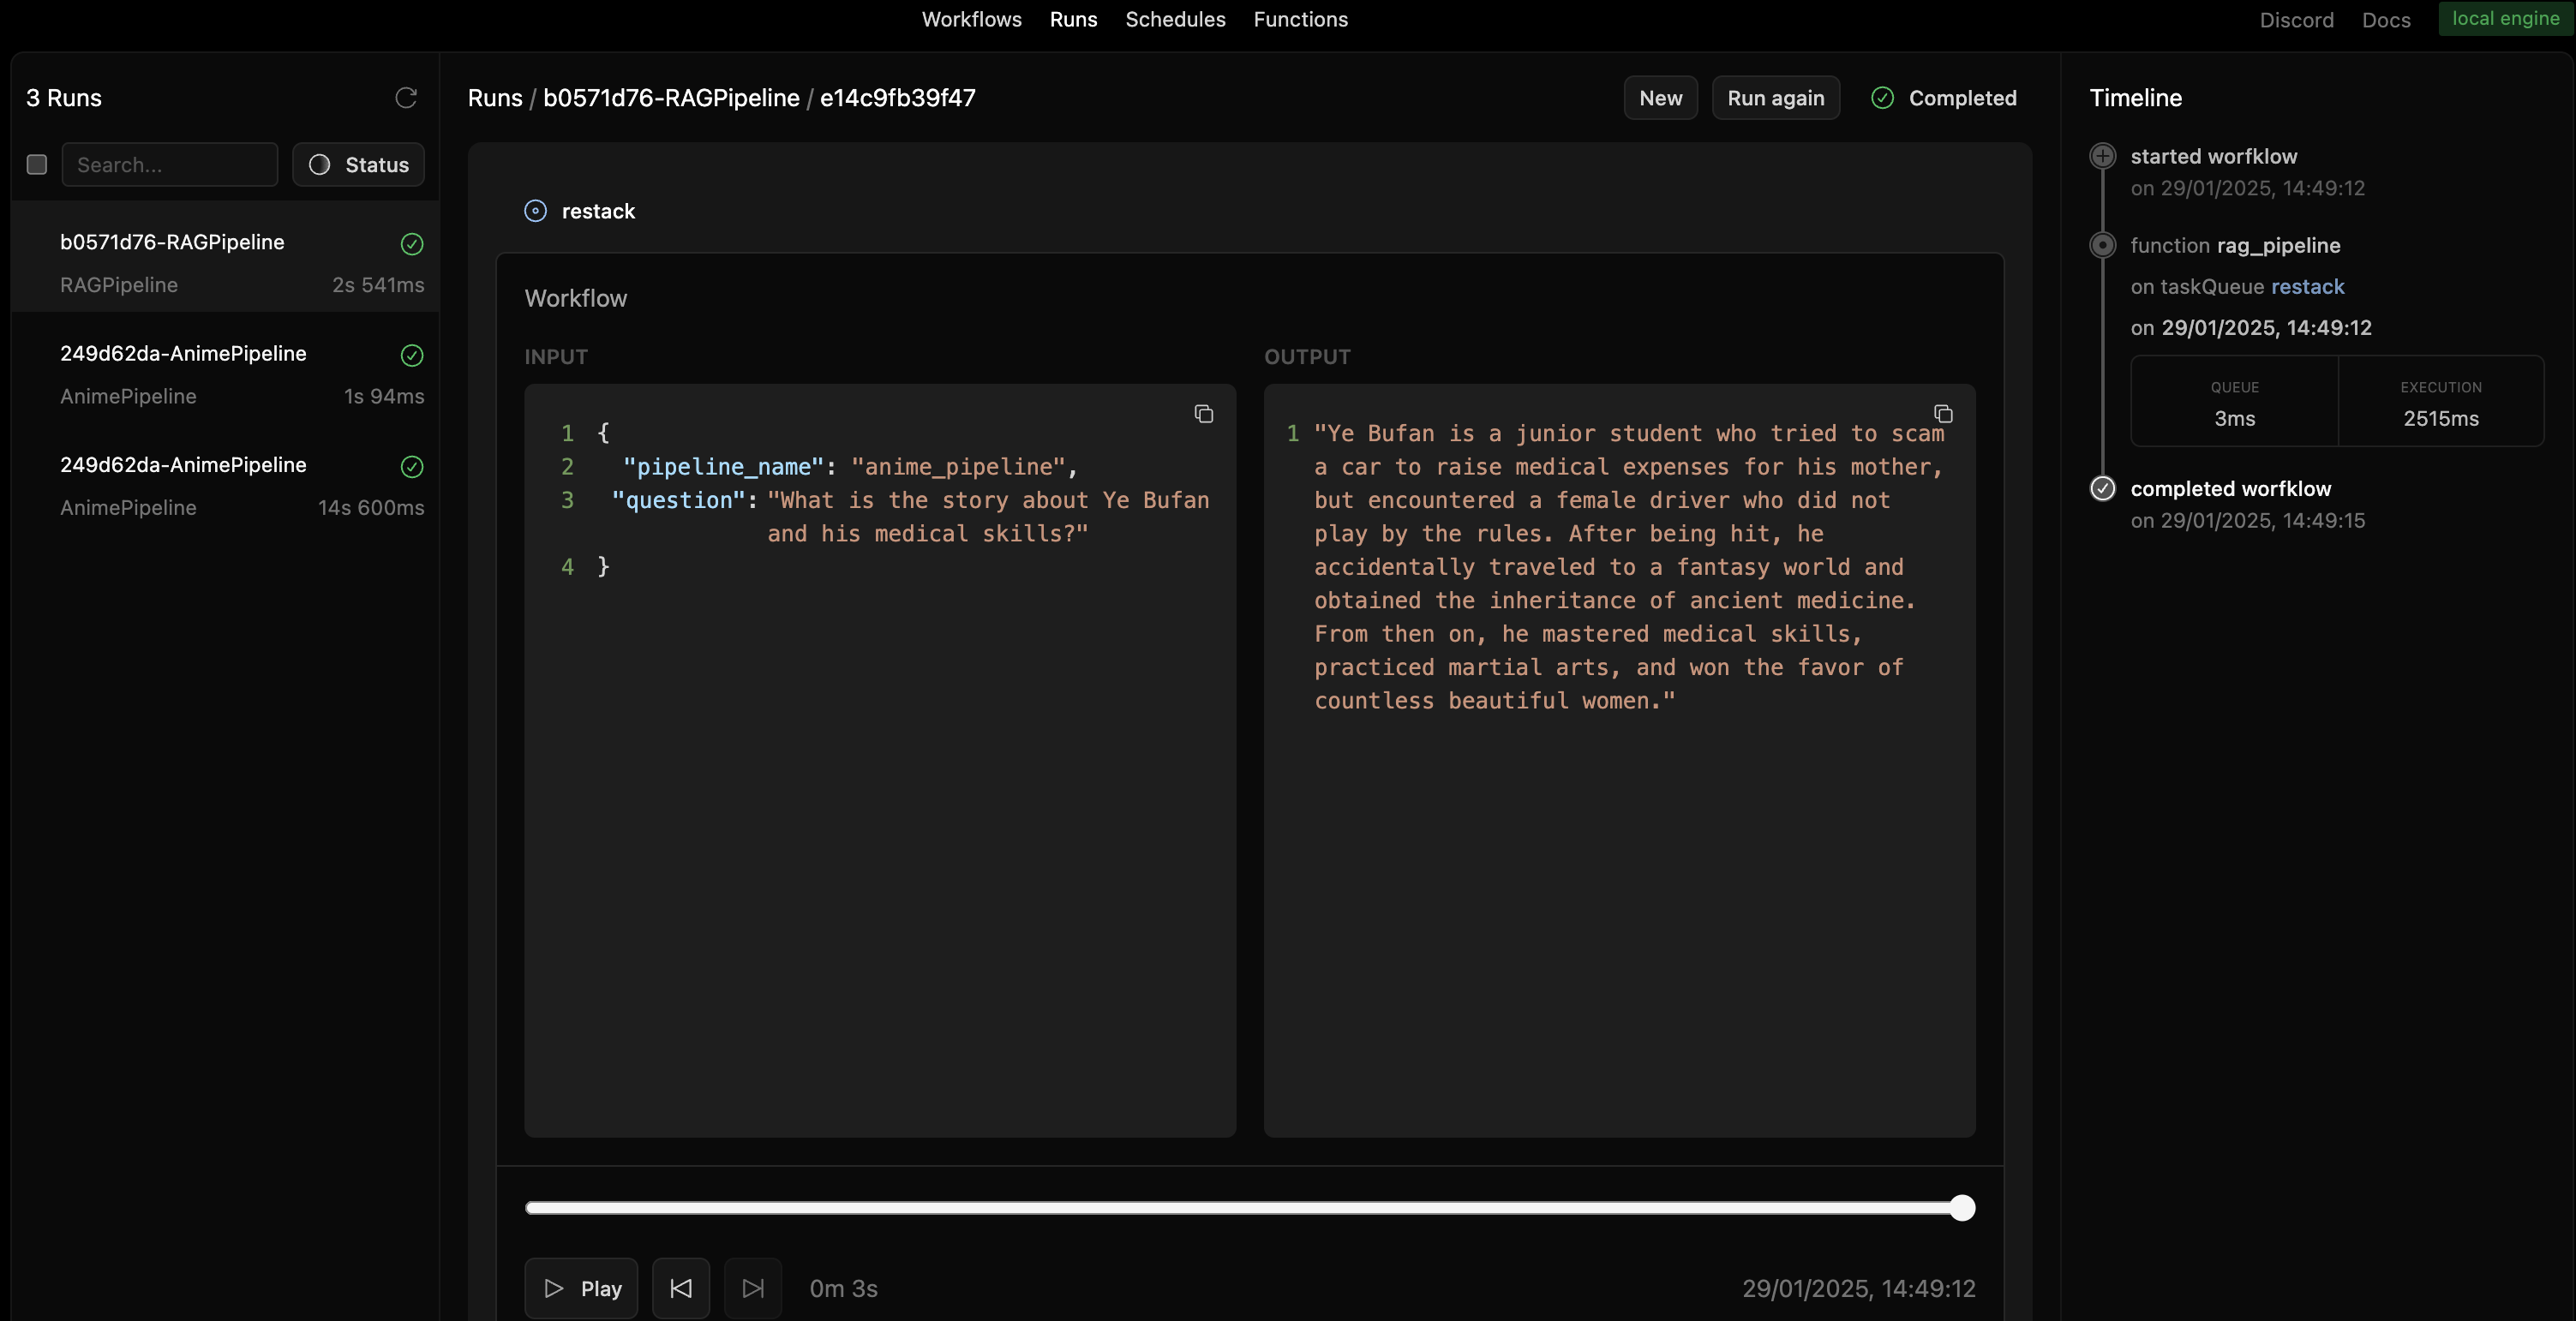 Workflows Runs Schedules Functions
Discord Docs local engine
3 Runs
Search...
Status
b0571d76-RAGPipeline
RAGPipeline 2s 541ms
249d62da-AnimePipeline
AnimePipeline 1s 94ms
249d62da-AnimePipeline
AnimePipeline 14s 600ms
Runs / b0571d76-RAGPipeline / e14c9fb39f47
New Run again Completed
restack
Workflow
INPUT
1 {
2 "pipeline_name": "anime_pipeline",
3 "question": "What is the story about Ye Bufan
and his medical skills?"
4 }
OUTPUT
1 "Ye Bufan is a junior student who tried to scam
a car to raise medical expenses for his mother,
but encountered a female driver who did not
play by the rules. After being hit, he
accidentally traveled to a fantasy world and
obtained the inheritance of ancient medicine.
From then on, he mastered medical skills,
practiced martial arts, and won the favor of
countless beautiful women."
Play 0m 3s 29/01/2025, 14:49:12
Timeline
started worfklow
on 29/01/2025, 14:49:12
function rag_pipeline
on taskQueue restack
on 29/01/2025, 14:49:12
QUEUE EXECUTION
3ms 2515ms
completed worfklow
on 29/01/2025, 14:49:15